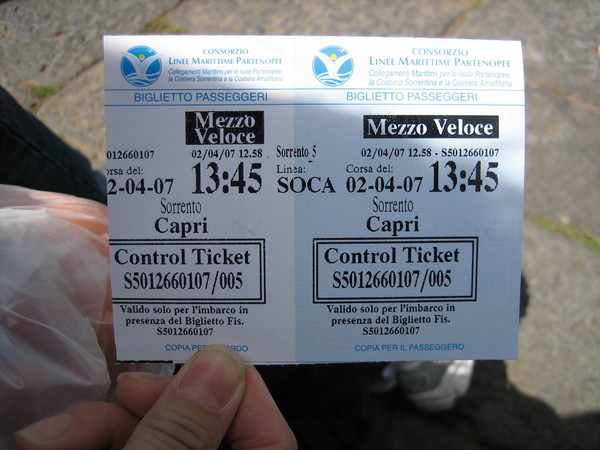 CONSORZIO
LINEE MARITTIME PARTENOPEE
Collegamenti Marittimi per le Isole Partenopee,
la Costiera Sorrentina e la Costiera Amalfitana
BIGLIETTO PASSEGGERI
Mezzo
Veloce
5012660107 02/04/07 12.58
orsa del:
2-04-07 13:45
Sorrento
Capri
Control Ticket
S5012660107/005
Valido solo per l'imbarco in
presenza del Biglietto Fis.
S5012660107
COPIA PER
CONSORZIO
LINEE MARITTIME PARTENOPEE
Collegamenti Marittimi per le Isole Partenopee,
la Costiera Sorrentina e la Costiera Amalfitana
BIGLIETTO PASSEGGERI
Mezzo Veloce
Sorrento_5 02/04/07 12.58 - S5012660107
Linea: Corsa del:
SOCA 02-04-07 13:45
Sorrento
Capri
Control Ticket
S5012660107/005
Valido solo per l'imbarco in
presenza del Biglietto Fis.
S5012660107
COPIA PER IL PASSEGGERO